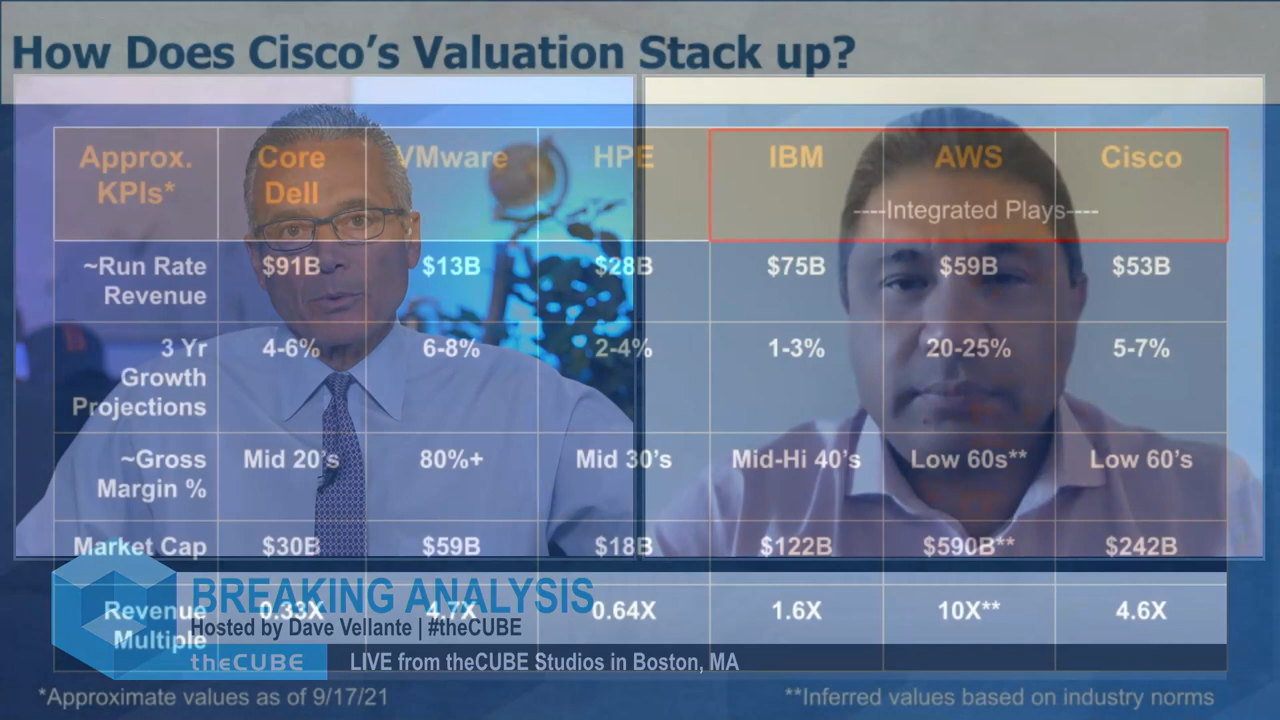 How Does Cisco's Valuation Stack up?
Approx. KPIs* Core Dell VMware HPE IBM AWS Cisco
----Integrated Plays----
~Run Rate Revenue $91B $13B $28B $75B $59B $53B
3 Yr Growth Projections 4-6% 6-8% 2-4% 1-3% 20-25% 5-7%
~Gross Margin % Mid 20's 80%+ Mid 30's Mid-Hi 40's Low 60s** Low 60's
Market Cap $30B $59B $18B $122B $590B** $242B
Revenue Multiple 0.33X 4.7X 0.64X 1.6X 10X** 4.6X
BREAKING ANALYSIS
Hosted by Dave Vellante | #theCUBE
theCUBE LIVE from theCUBE Studios in Boston, MA
*Approximate values as of 9/17/21 **Inferred values based on industry norms